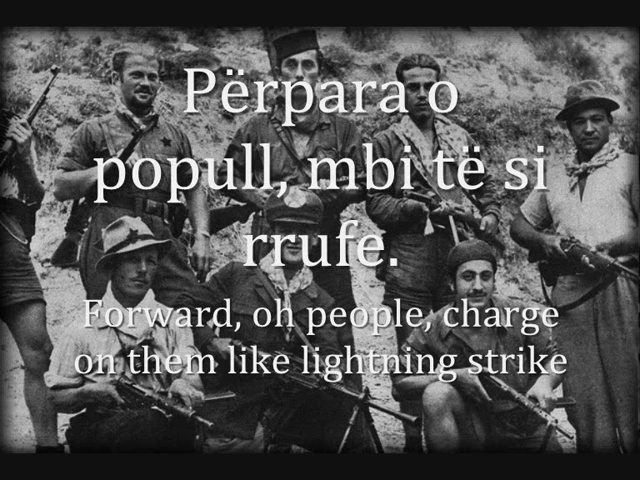 Përpara o
popull, mbi të si
rrufe.
Forward, oh people, charge
on them like lightning strike